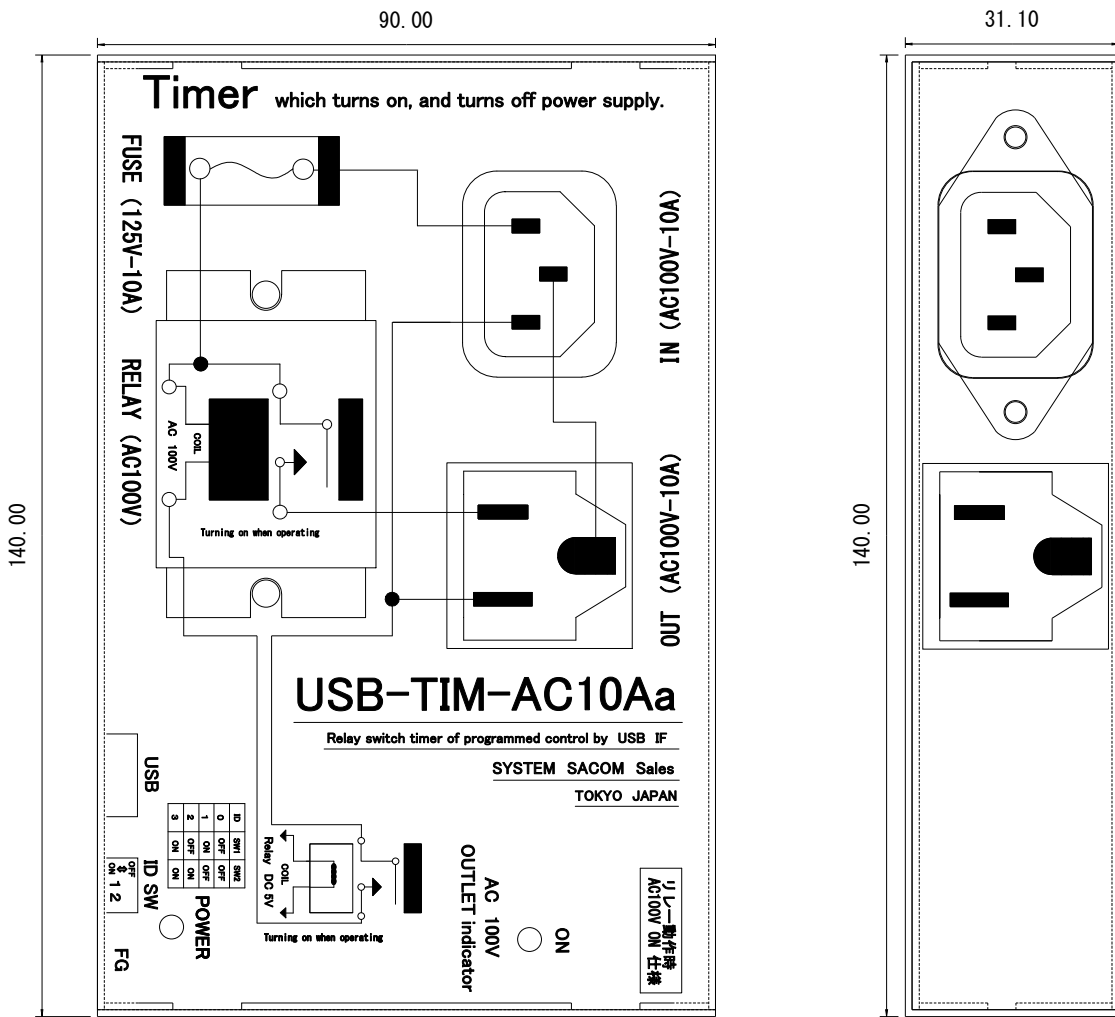 90.00
31.10
140.00
140.00
Timer which turns on, and turns off power supply.
FUSE (125V-10A)
RELAY (AC100V)
IN (AC100V-10A)
OUT (AC100V-10A)
COIL
AC 100V
Turning on when operating
USB-TIM-AC10Aa
Relay switch timer of programmed control by USB IF
SYSTEM SACOM Sales
TOKYO JAPAN
USB
ID SW1 SW2
0 OFF OFF
1 ON OFF
2 OFF ON
3 ON ON
ID SW
OFF
⇕
ON
1 2
POWER
FG
COIL
Relay DC 5V
Turning on when operating
AC 100V
OUTLET indicator
ON
リレー動作時
AC100V ON 仕様